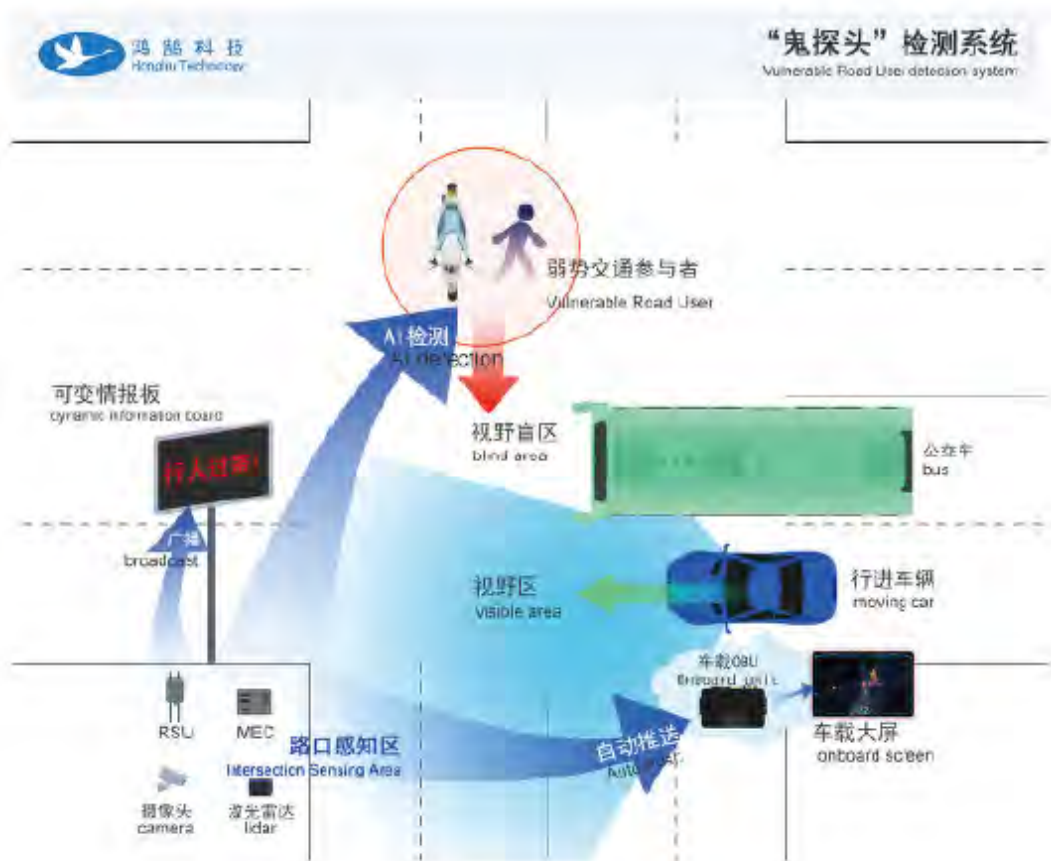 鸿鹄科技
Honghu Technology
“鬼探头”检测系统
Vulnerable Road User detection system
弱势交通参与者
Vulnerable Road User
AI检测
AI detection
可变情报板
dynamic information board
行人过街!
视野盲区
blind area
公交车
bus
广播
broadcast
视野区
visible area
行进车辆
moving car
车载OBU
onboard unit
RSU
MEC
路口感知区
Intersection Sensing Area
自动推送
车载大屏
onboard screen
摄像头
camera
激光雷达
lidar